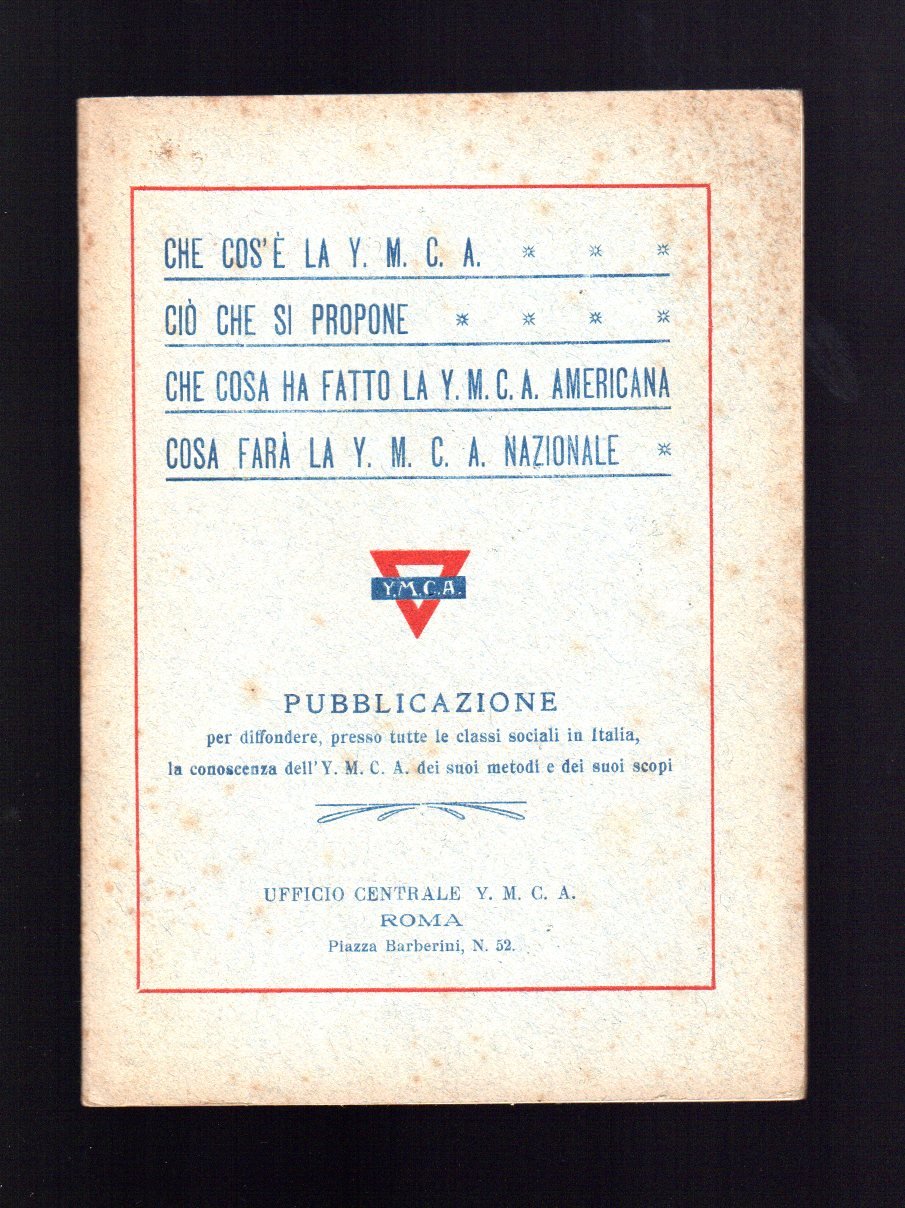 CHE COS'È LA Y. M. C. A. * * *
CIÒ CHE SI PROPONE * * * *
CHE COSA HA FATTO LA Y. M. C. A. AMERICANA
COSA FARÀ LA Y. M. C. A. NAZIONALE *
Y.M.C.A.
PUBBLICAZIONE
per diffondere, presso tutte le classi sociali in Italia,
la conoscenza dell'Y. M. C. A. dei suoi metodi e dei suoi scopi
UFFICIO CENTRALE Y. M. C. A.
ROMA
Piazza Barberini, N. 52.